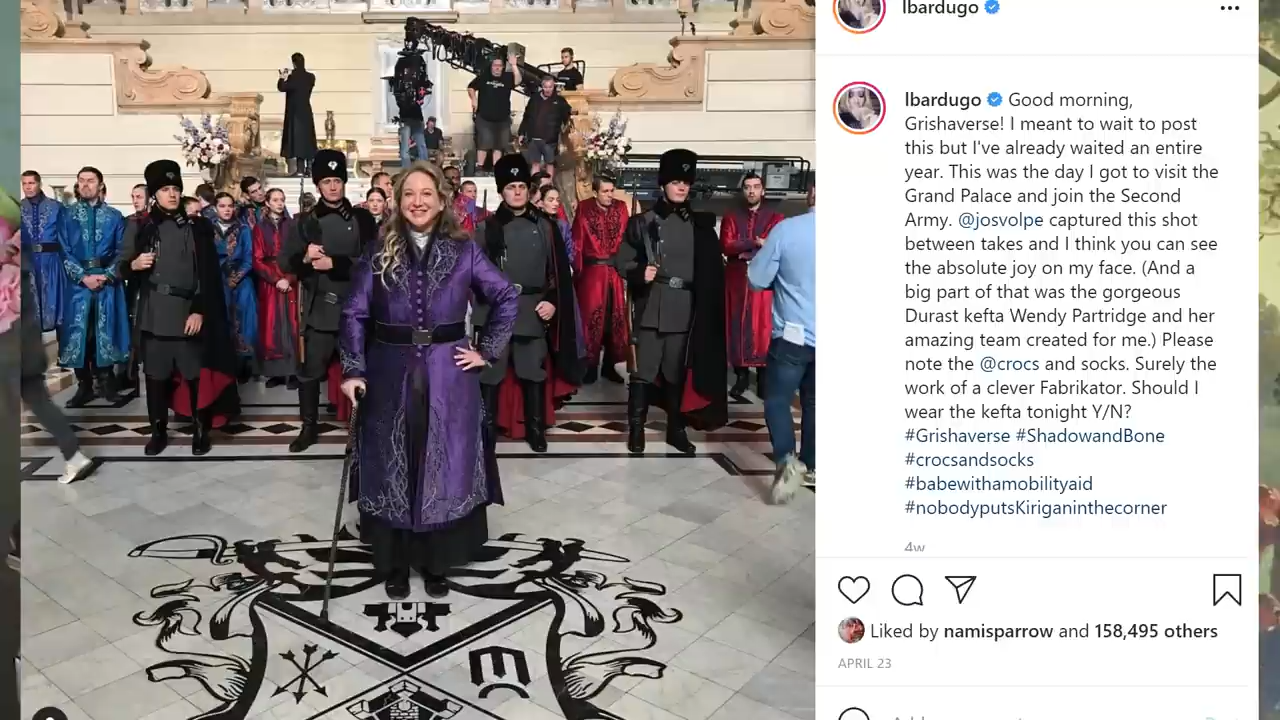 lbardugo
lbardugo Good morning,
Grishaverse! I meant to wait to post
this but I've already waited an entire
year. This was the day I got to visit the
Grand Palace and join the Second
Army. @josvolpe captured this shot
between takes and I think you can see
the absolute joy on my face. (And a
big part of that was the gorgeous
Durast kefta Wendy Partridge and her
amazing team created for me.) Please
note the @crocs and socks. Surely the
work of a clever Fabrikator. Should I
wear the kefta tonight Y/N?
#Grishaverse #ShadowandBone
#crocsandsocks
#babewithamobilityaid
#nobodyputsKiriganinthecorner
4w
Liked by namisparrow and 158,495 others
APRIL 23